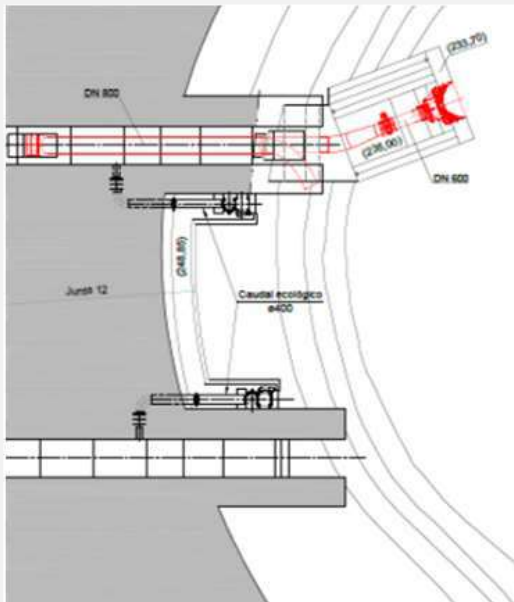 (233,70)
DN 800
(236,00)
DN 600
(248,85)
Junta 12
Caudal ecológico
ø400